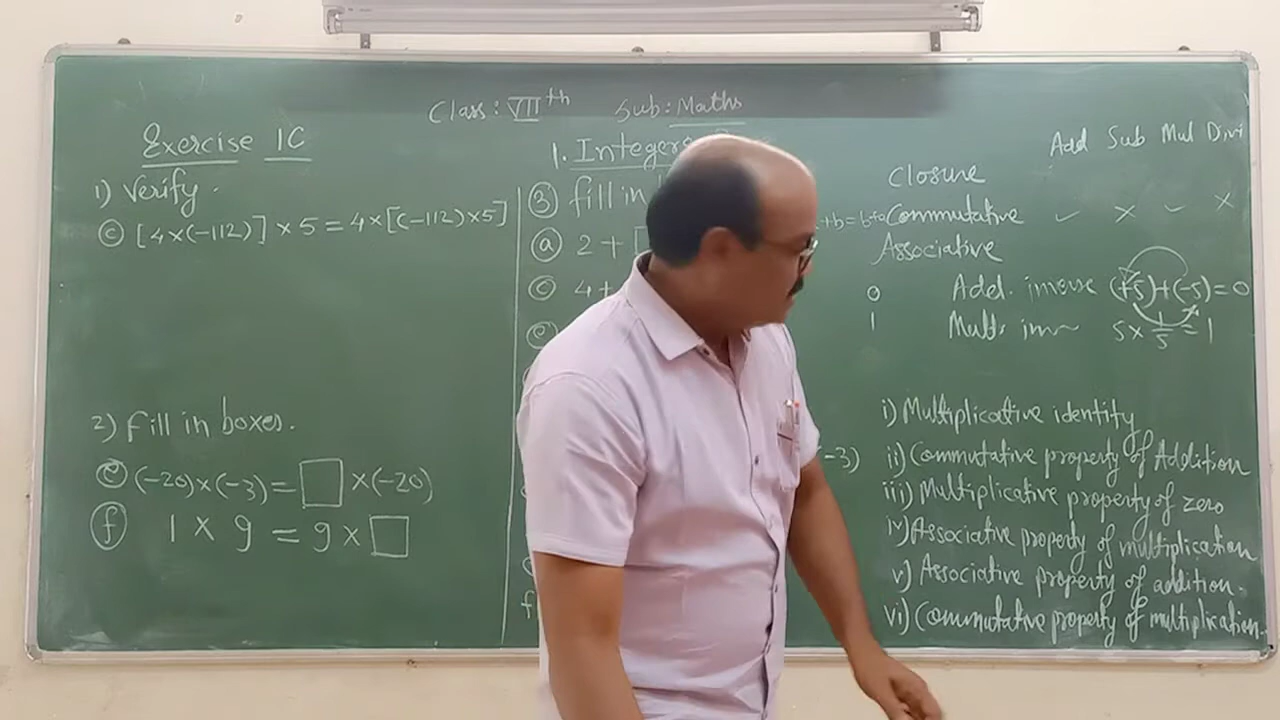 Class: VIIth Sub: Maths
Exercise 1C
1) Verify.
(c) [4×(-112)]×5=4×[(-112)×5]
2) Fill in boxes.
(e) (-20)×(-3)=□×(-20)
(f) 1×9=9×□
1. Integers
(3) fill in
(a) 2+[
(c) 4+
(e)
f
-3)
Add Sub Mul Divi
Closure
Commutative ✓ × ✓ ×
Associative
0 Add. inverse (+5)+(-5)=0
1 Mult. 5×1/5=1
i) Multiplicative identity
ii) Commutative property of Addition
iii) Multiplicative property of zero
iv) Associative property of multiplication
v) Associative property of addition.
vi) Commutative property of multiplication.